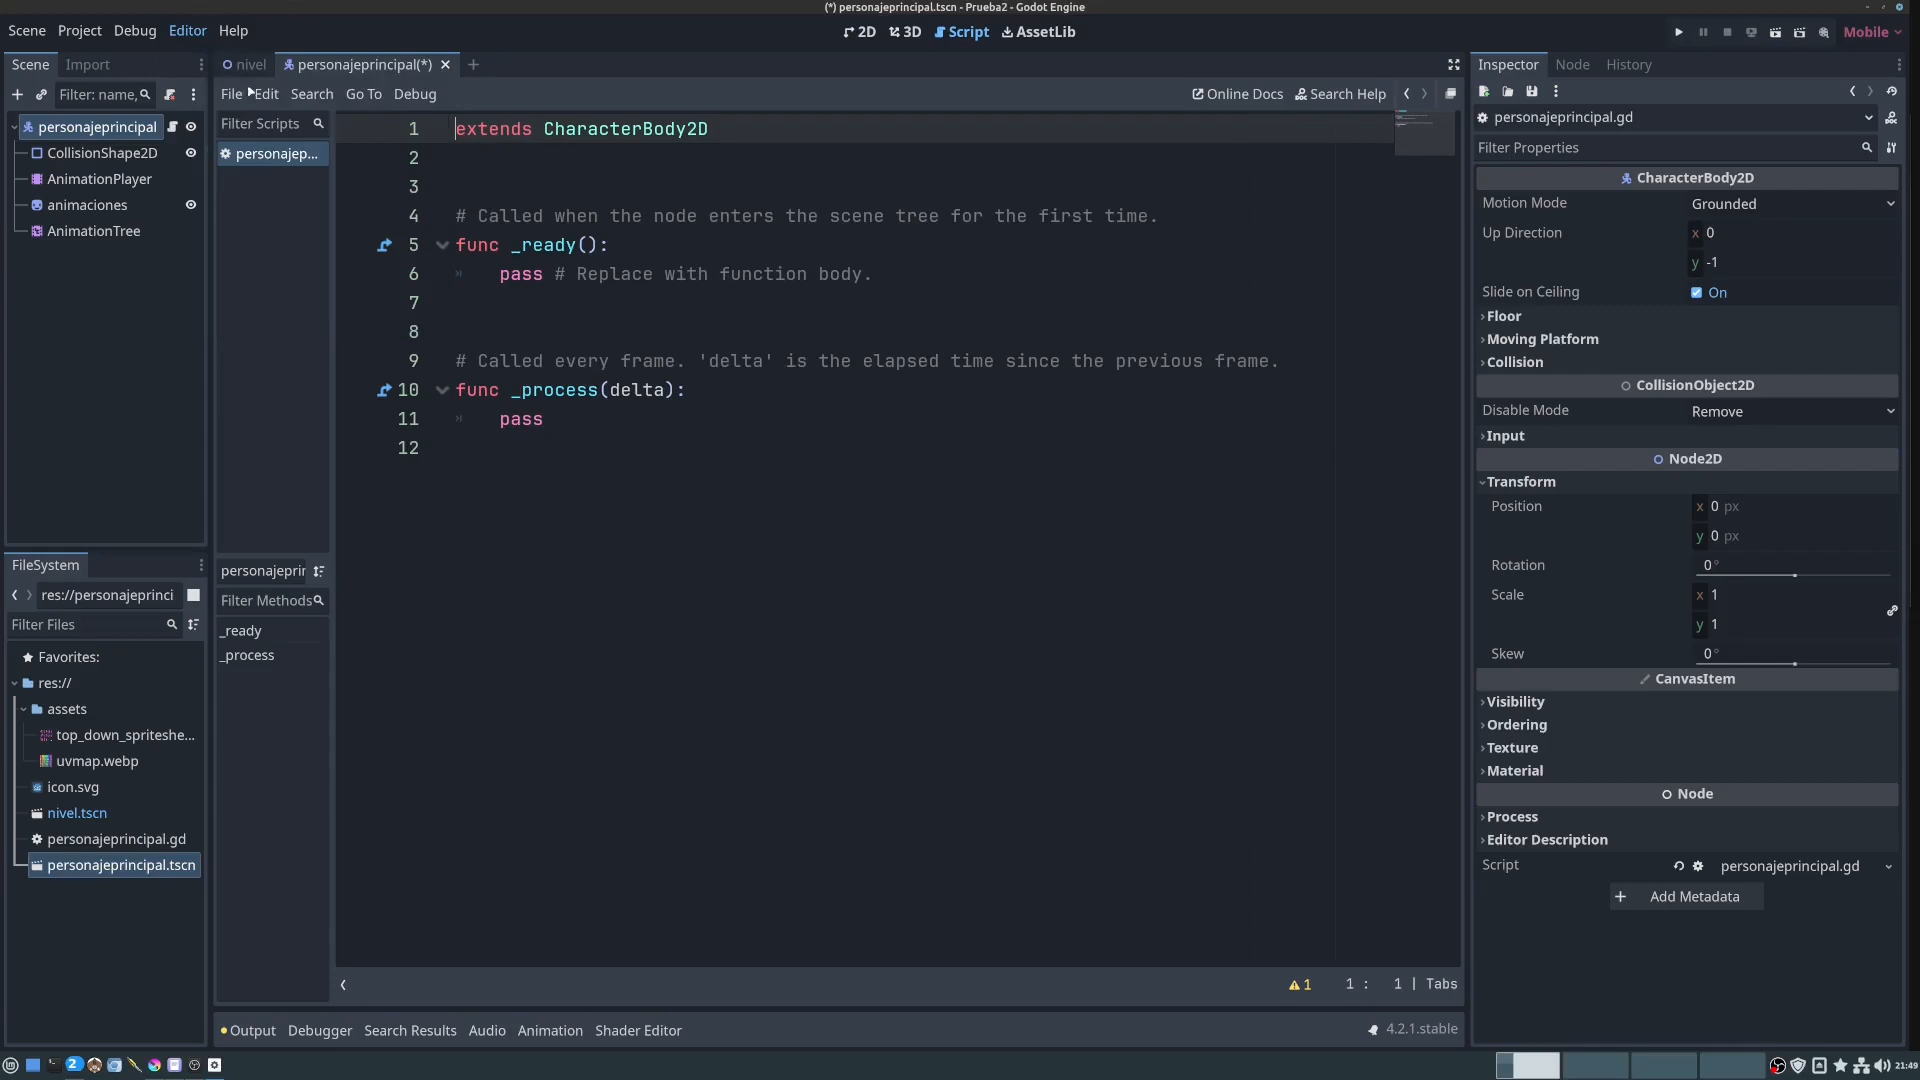 (*) personajeprincipal.tscn - Prueba2 - Godot Engine
Scene Project Debug Editor Help
2D 3D Script AssetLib
Mobile
Scene Import
Filter: name,
personajeprincipal
CollisionShape2D
AnimationPlayer
animaciones
AnimationTree
FileSystem
res://personajeprinci
Filter Files
Favorites:
res://
assets
top_down_spriteshe...
uvmap.webp
icon.svg
nivel.tscn
personajeprincipal.gd
personajeprincipal.tscn
nivel personajeprincipal(*)
File Edit Search Go To Debug
Online Docs Search Help
Filter Scripts
personajep...
personajeprin
Filter Methods
_ready
_process
1 extends CharacterBody2D
2
3
4 # Called when the node enters the scene tree for the first time.
5 func _ready():
6 pass # Replace with function body.
7
8
9 # Called every frame. 'delta' is the elapsed time since the previous frame.
10 func _process(delta):
11 pass
12
1 1 : 1 | Tabs
Output Debugger Search Results Audio Animation Shader Editor
4.2.1.stable
Inspector Node History
personajeprincipal.gd
Filter Properties
CharacterBody2D
Motion Mode Grounded
Up Direction x 0
y -1
Slide on Ceiling On
Floor
Moving Platform
Collision
CollisionObject2D
Disable Mode Remove
Input
Node2D
Transform
Position x 0 px
y 0 px
Rotation 0 °
Scale x 1
y 1
Skew 0 °
CanvasItem
Visibility
Ordering
Texture
Material
Node
Process
Editor Description
Script personajeprincipal.gd
Add Metadata
2
21:49